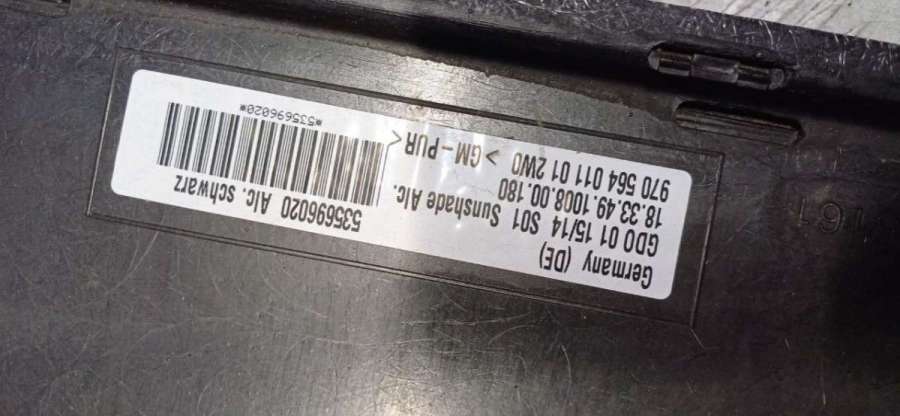 Germany (DE)
GDO 01 15/14 S01 Sunshade Alc.
18.33.49.1008.00.180
970 564 011 01 2W0 >GM-PUR<
535696020 Alc. schwarz
*535696020*
161